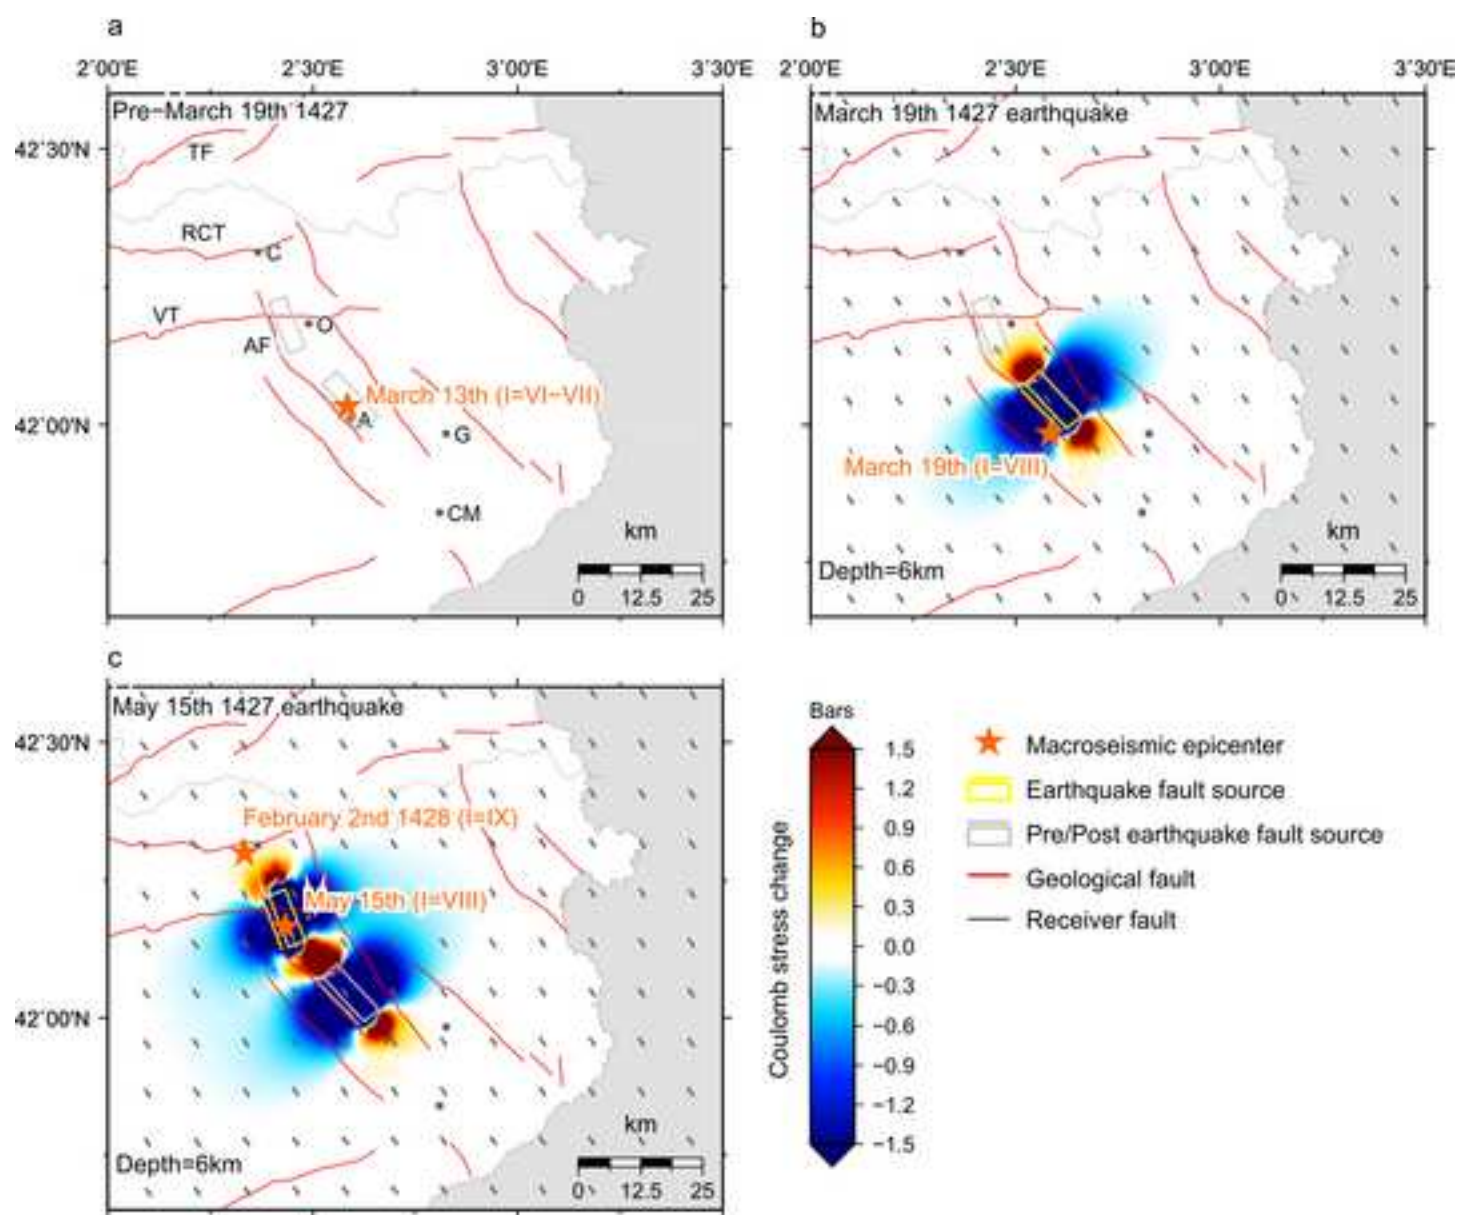 a
2°00'E 2°30'E 3°00'E 3°30'E
Pre−March 19th 1427
42°30'N
42°00'N
TF
RCT
C
VT
O
AF
March 13th (I=VI−VII)
A
G
CM
km
0 12.5 25
b
2°00'E 2°30'E 3°00'E 3°30'E
March 19th 1427 earthquake
March 19th (I=VIII)
Depth=6km
km
0 12.5 25
c
May 15th 1427 earthquake
42°30'N
42°00'N
February 2nd 1428 (I=IX)
May 15th (I=VIII)
Depth=6km
km
0 12.5 25
Bars
1.5
1.2
0.9
0.6
0.3
0.0
−0.3
−0.6
−0.9
−1.2
−1.5
Coulomb stress change
Macroseismic epicenter
Earthquake fault source
Pre/Post earthquake fault source
Geological fault
Receiver fault